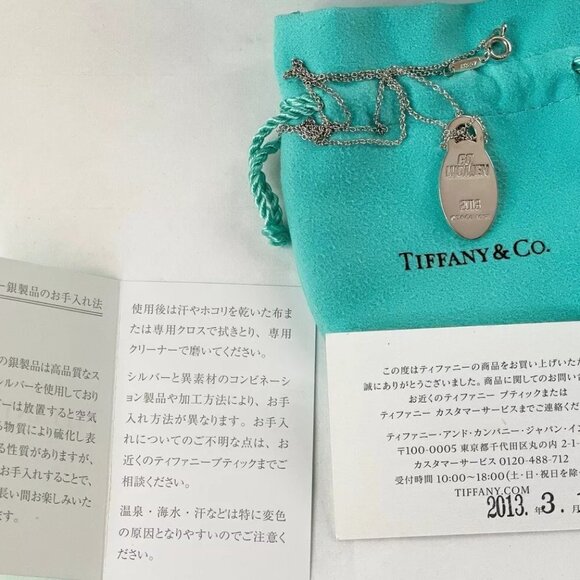 TIFFANY & CO.
ー銀製品のお手入れ法
の銀製品は高品質なス
シルバーを使用しており
ーは放置すると空気
る物質により硫化し表
る性質がありますが、
お手入れすることで、
長い間お楽しみいた
ます。
使用後は汗やホコリを乾いた布ま
たは専用クロスで拭きとり、専用
クリーナーで磨いてください。
シルバーと異素材のコンビネーシ
ョン製品や加工方法により、お手
入れ方法が異なります。お手入
れについてのご不明な点は、お
近くのティファニーブティックまでご
相談ください。
温泉・海水・汗などは特に変色
の原因となりやすいのでご注意く
ださい。
この度はティファニーの商品をお買い上げいた
誠にありがとうございました。商品に関してのお問い
お近くのティファニー ブティックまたは
ティファニー カスタマーサービスまでご連絡くださ
ティファニー・アンド・カンパニー・ジャパン・イン
〒100-0005 東京都千代田区丸の内 2-1-
カスタマーサービス 0120-488-712
受付時間 10:00〜18:00(土・日・祝日を除
TIFFANY.COM
2013. 年3. 月